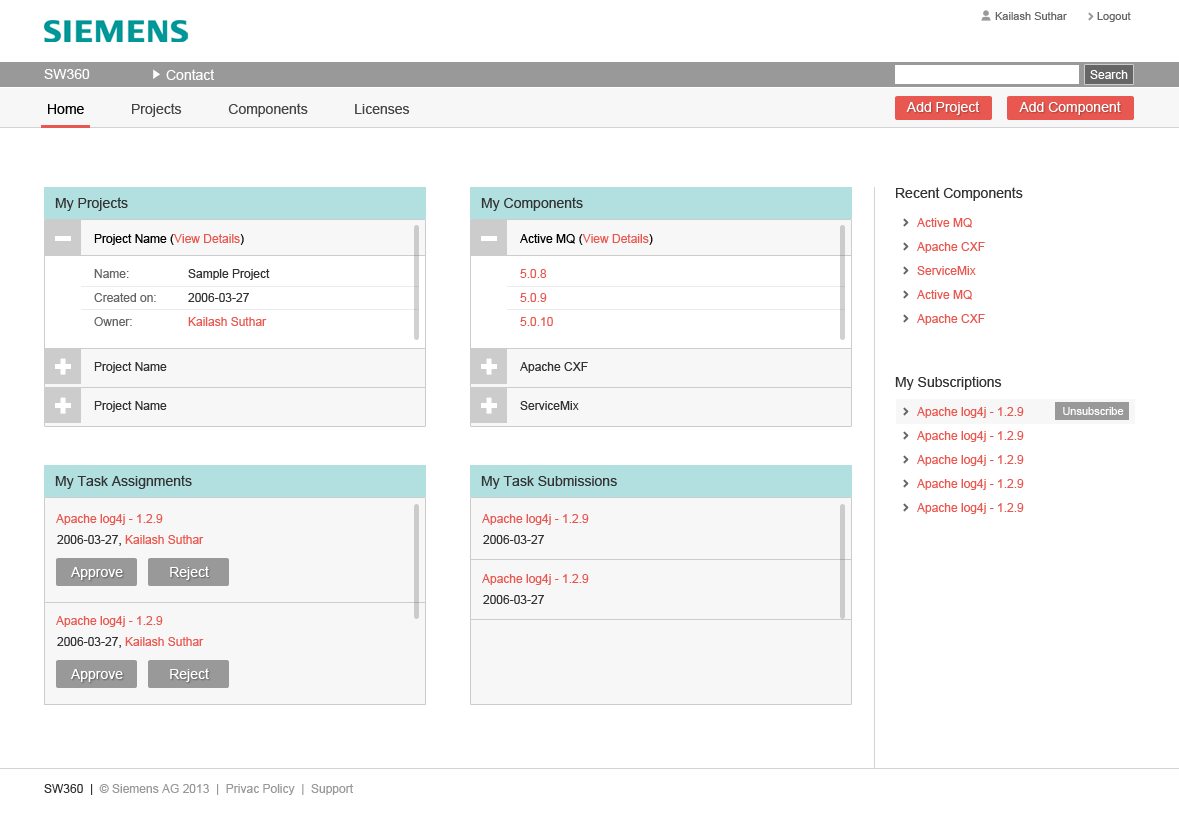 SIEMENS
Kailash Suthar Logout
SW360 Contact Search
Home Projects Components Licenses Add Project Add Component
My Projects
Project Name (View Details)
Name: Sample Project
Created on: 2006-03-27
Owner: Kailash Suthar
Project Name
Project Name
My Components
Active MQ (View Details)
5.0.8
5.0.9
5.0.10
Apache CXF
ServiceMix
My Task Assignments
Apache log4j - 1.2.9
2006-03-27, Kailash Suthar
Approve Reject
Apache log4j - 1.2.9
2006-03-27, Kailash Suthar
Approve Reject
My Task Submissions
Apache log4j - 1.2.9
2006-03-27
Apache log4j - 1.2.9
2006-03-27
Recent Components
Active MQ
Apache CXF
ServiceMix
Active MQ
Apache CXF
My Subscriptions
Apache log4j - 1.2.9 Unsubscribe
Apache log4j - 1.2.9
Apache log4j - 1.2.9
Apache log4j - 1.2.9
Apache log4j - 1.2.9
SW360 | © Siemens AG 2013 | Privac Policy | Support